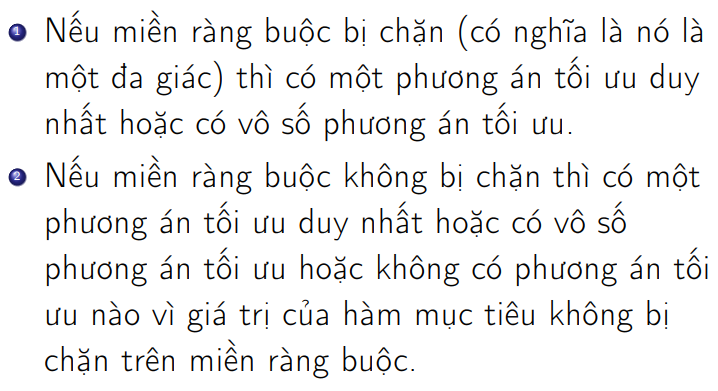 1 Nếu miền ràng buộc bị chặn (có nghĩa là nó là
một đa giác) thì có một phương án tối ưu duy
nhất hoặc có vô số phương án tối ưu.
2 Nếu miền ràng buộc không bị chặn thì có một
phương án tối ưu duy nhất hoặc có vô số
phương án tối ưu hoặc không có phương án tối
ưu nào vì giá trị của hàm mục tiêu không bị
chặn trên miền ràng buộc.